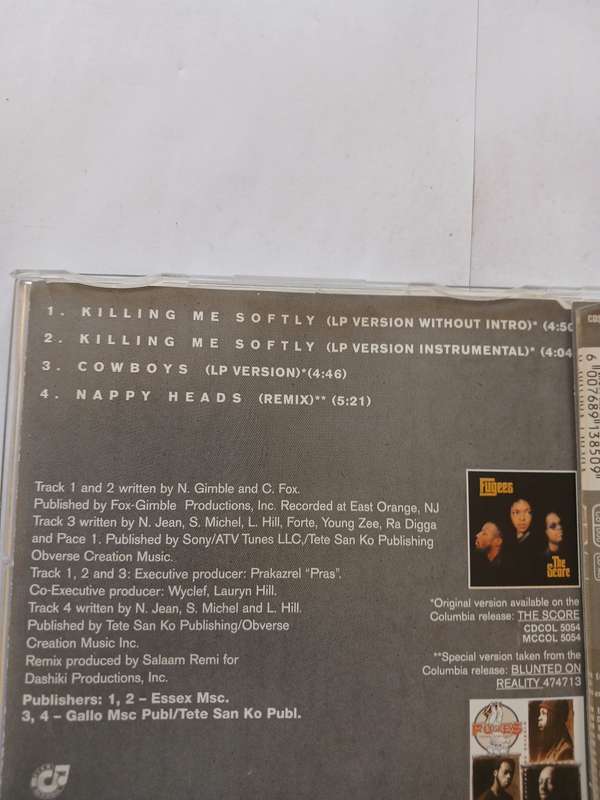 1. KILLING ME SOFTLY (LP VERSION WITHOUT INTRO)* (4:50
2. KILLING ME SOFTLY (LP VERSION INSTRUMENTAL)* (4:04
3. COWBOYS (LP VERSION)*(4:46)
4. NAPPY HEADS (REMIX)** (5:21)
Track 1 and 2 written by N. Gimble and C. Fox.
Published by Fox-Gimble Productions, Inc. Recorded at East Orange, NJ
Track 3 written by N. Jean, S. Michel, L. Hill, Forte, Young Zee, Ra Digga
and Pace 1. Published by Sony/ATV Tunes LLC,/Tete San Ko Publishing
Obverse Creation Music.
Track 1, 2 and 3: Executive producer: Prakazrel "Pras".
Co-Executive producer: Wyclef, Lauryn Hill.
Track 4 written by N. Jean, S. Michel and L. Hill.
Published by Tete San Ko Publishing/Obverse
Creation Music Inc.
Remix produced by Salaam Remi for
Dashiki Productions, Inc.
Publishers: 1, 2 – Essex Msc.
3, 4 – Gallo Msc Publ/Tete San Ko Publ.
Fugees
The
Score
*Original version available on the
Columbia release: THE SCORE
CDCOL 5054
MCCOL 5054
**Special version taken from the
Columbia release: BLUNTED ON
REALITY 474713
FUGEES
6 007689 138509